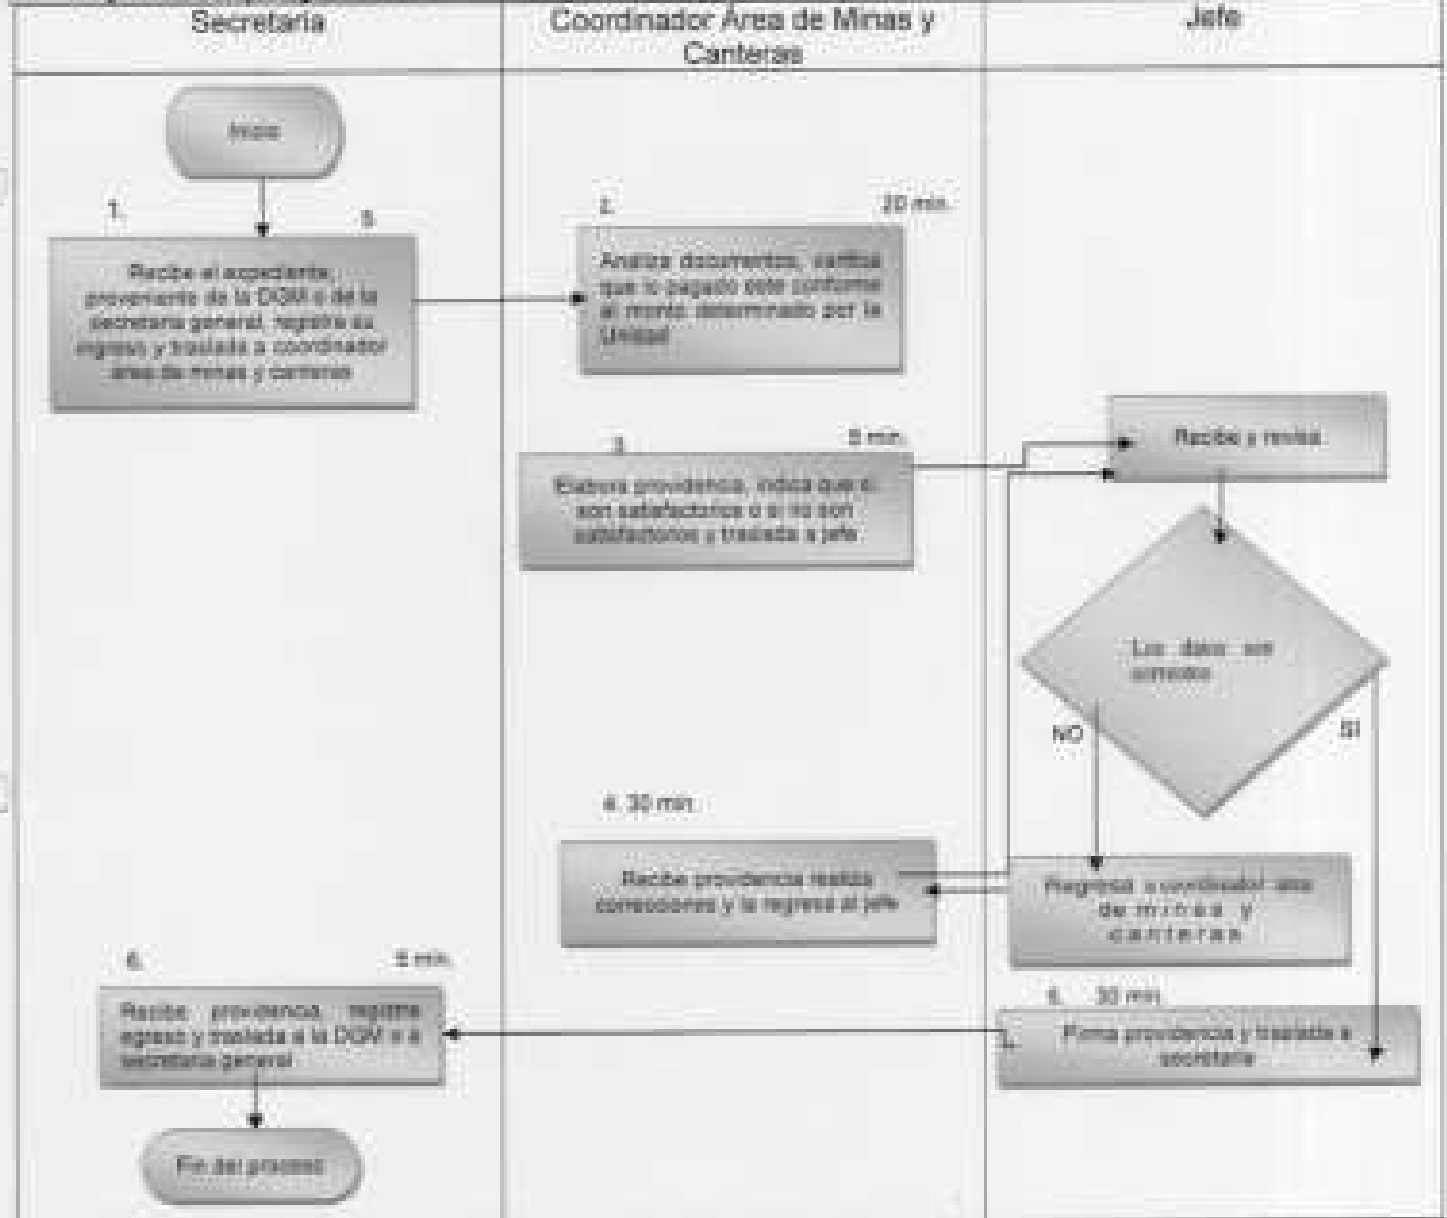 Secretaria
Coordinador Área de Minas y
Canteras
Jefe
Inicio
1.
5
Recibe el expediente,
proveniente de la DGM o de la
secretaria general, registra su
ingreso y traslada a coordinador
área de minas y canteras
2.
20 min.
Analiza documentos, verifica
que lo pagado este conforme
al monto determinado por la
Unidad
3.
5 min.
Elabora providencia, indica que si
son satisfactorios o si no son
satisfactorios y traslada a jefe
Recibe y revisa
Los datos son
NO
SI
4. 30 min.
Recibe providencia realiza
correcciones y la regresa al jefe
Regresa a coordinador área
de minas y
canteras
6.
5 min.
Recibe providencia, registra
egreso y traslada a la DGM o a
secretaria general
5. 30 min.
Firma providencia y traslada a
secretaria
Fin del proceso